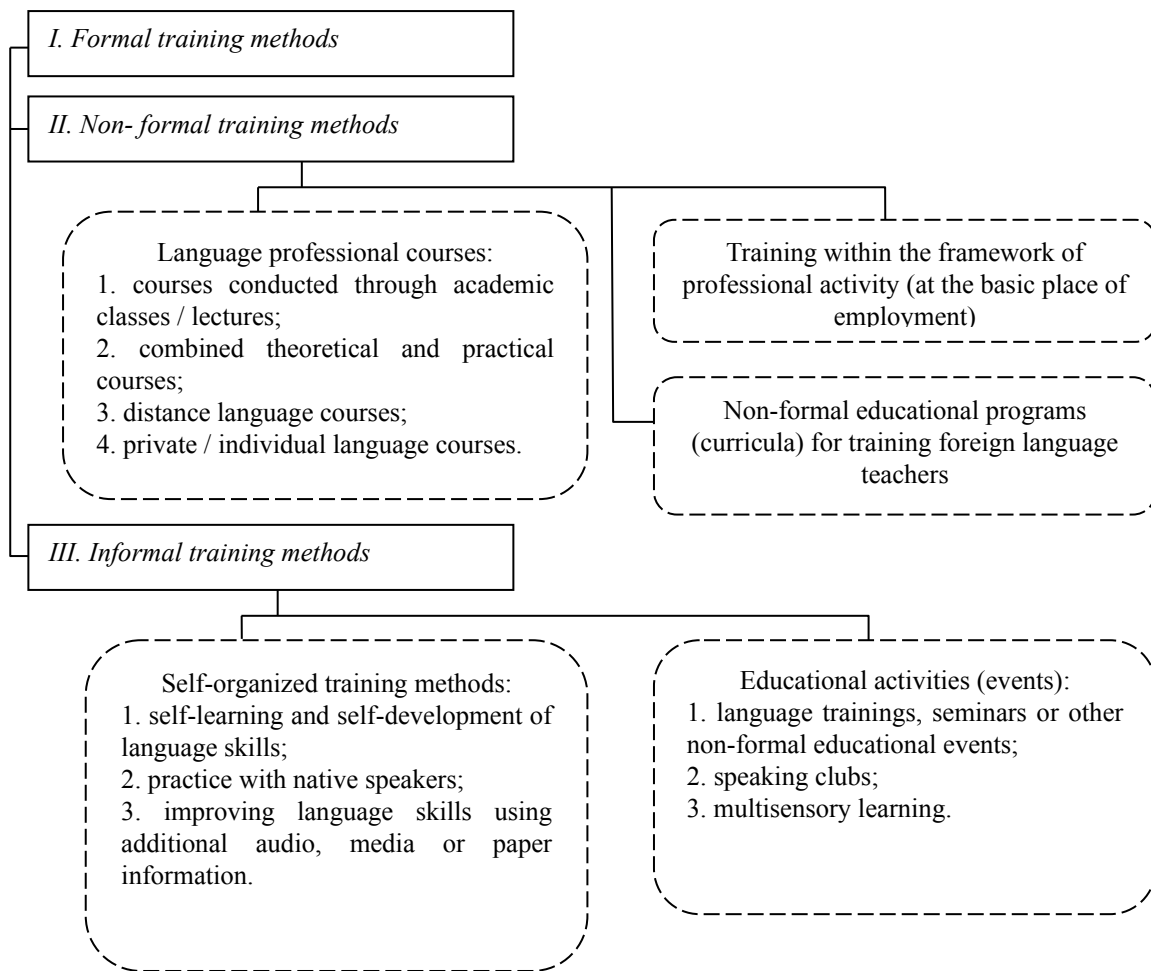 I. Formal training methods
II. Non- formal training methods
Language professional courses:
1. courses conducted through academic
classes / lectures;
2. combined theoretical and practical
courses;
3. distance language courses;
4. private / individual language courses.
Training within the framework of
professional activity (at the basic place of
employment)
Non-formal educational programs
(curricula) for training foreign language
teachers
III. Informal training methods
Self-organized training methods:
1. self-learning and self-development of
language skills;
2. practice with native speakers;
3. improving language skills using
additional audio, media or paper
information.
Educational activities (events):
1. language trainings, seminars or other
non-formal educational events;
2. speaking clubs;
3. multisensory learning.